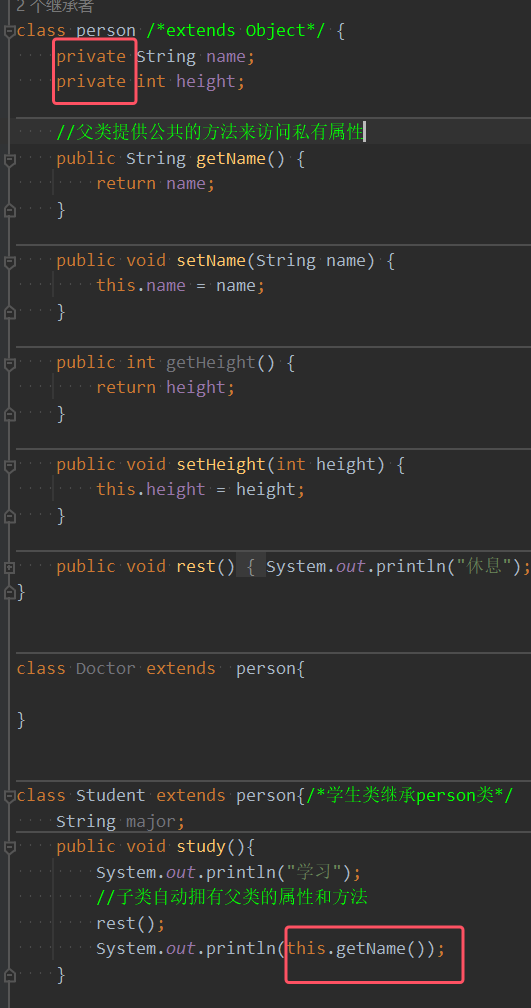 2 个继承者
class person /*extends Object*/ {
private String name;
private int height;
//父类提供公共的方法来访问私有属性
public String getName() {
return name;
}
public void setName(String name) {
this.name = name;
}
public int getHeight() {
return height;
}
public void setHeight(int height) {
this.height = height;
}
public void rest() { System.out.println("休息");
}
class Doctor extends  person{
}
class Student extends person{/*学生类继承person类*/
String major;
public void study(){
System.out.println("学习");
//子类自动拥有父类的属性和方法
rest();
System.out.println(this.getName());
}